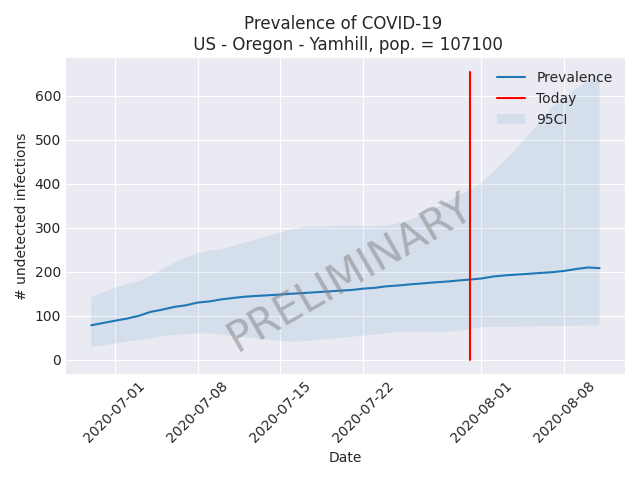 Prevalence of COVID-19
US - Oregon - Yamhill, pop. = 107100
Prevalence
Today
95CI
# undetected infections
600
500
400
300
200
100
0
PRELIMINARY
2020-07-01
2020-07-08
2020-07-15
2020-07-22
2020-08-01
2020-08-08
Date